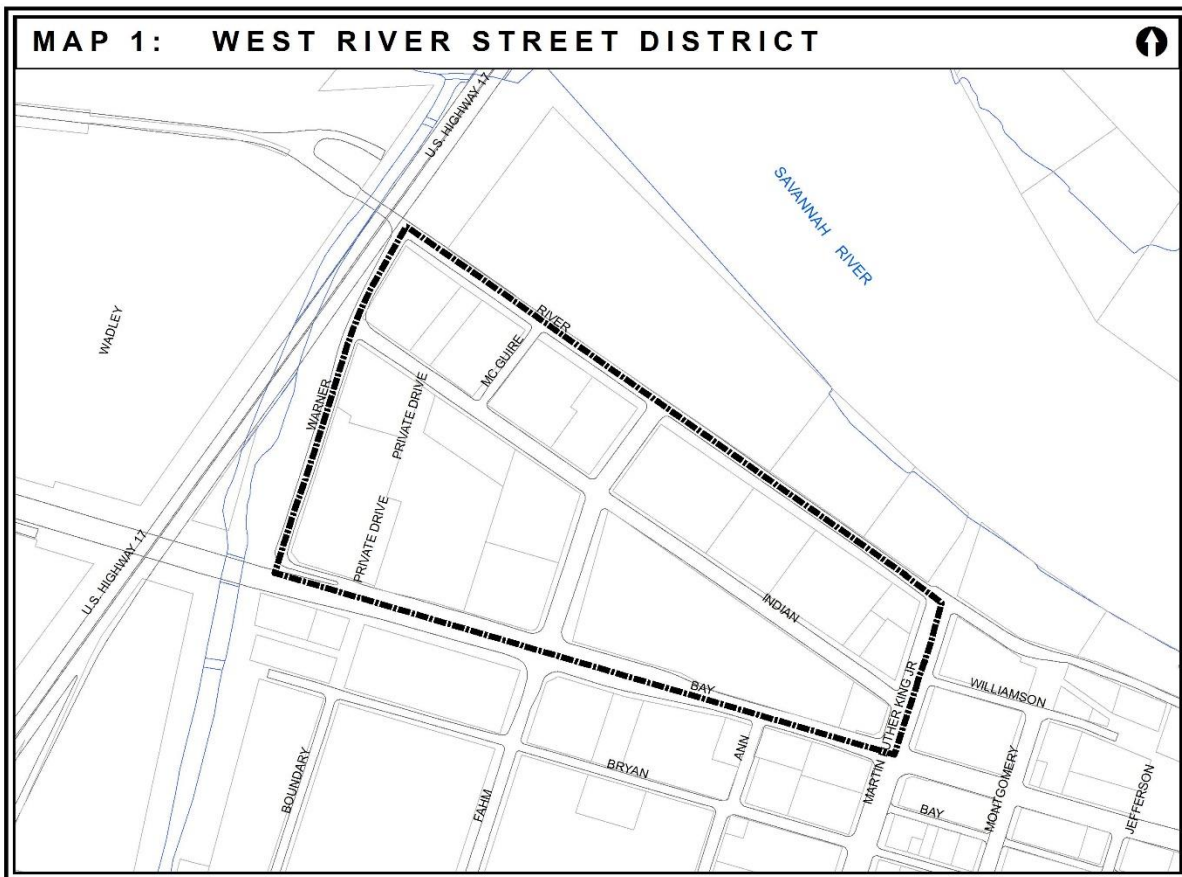 MAP 1: WEST RIVER STREET DISTRICT
U.S. HIGHWAY 17
SAVANNAH RIVER
WADLEY
RIVER
MC GUIRE
WARNER
PRIVATE DRIVE
PRIVATE DRIVE
U.S. HIGHWAY 17
INDIAN
BAY
MARTIN LUTHER KING JR
WILLIAMSON
ANN
BRYAN
BOUNDARY
FAHM
BAY
MONTGOMERY
JEFFERSON